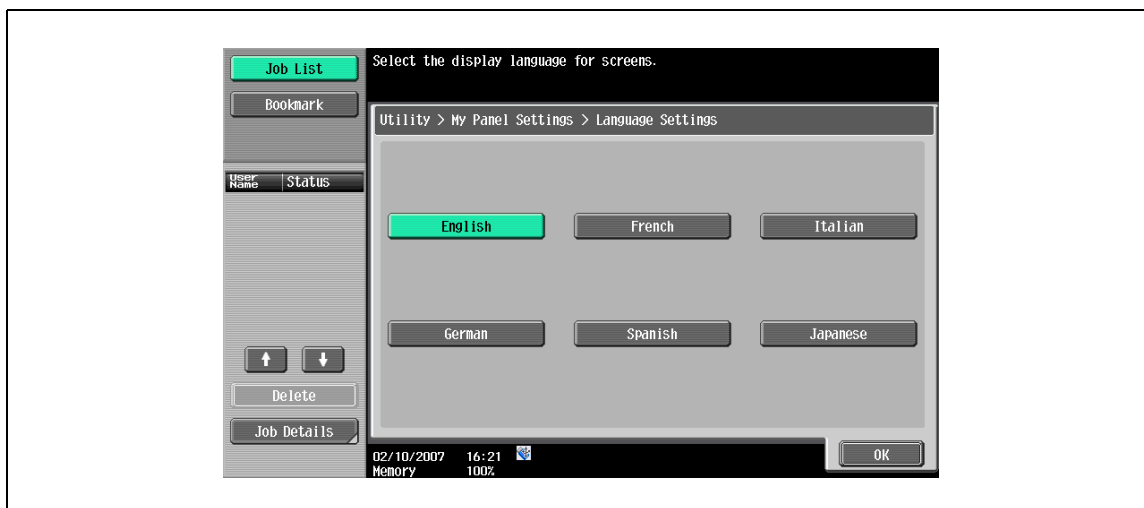 Job List
Bookmark
User Name Status
Delete
Job Details
Select the display language for screens.
Utility > My Panel Settings > Language Settings
English French Italian
German Spanish Japanese
02/10/2007 16:21
Memory 100%
OK